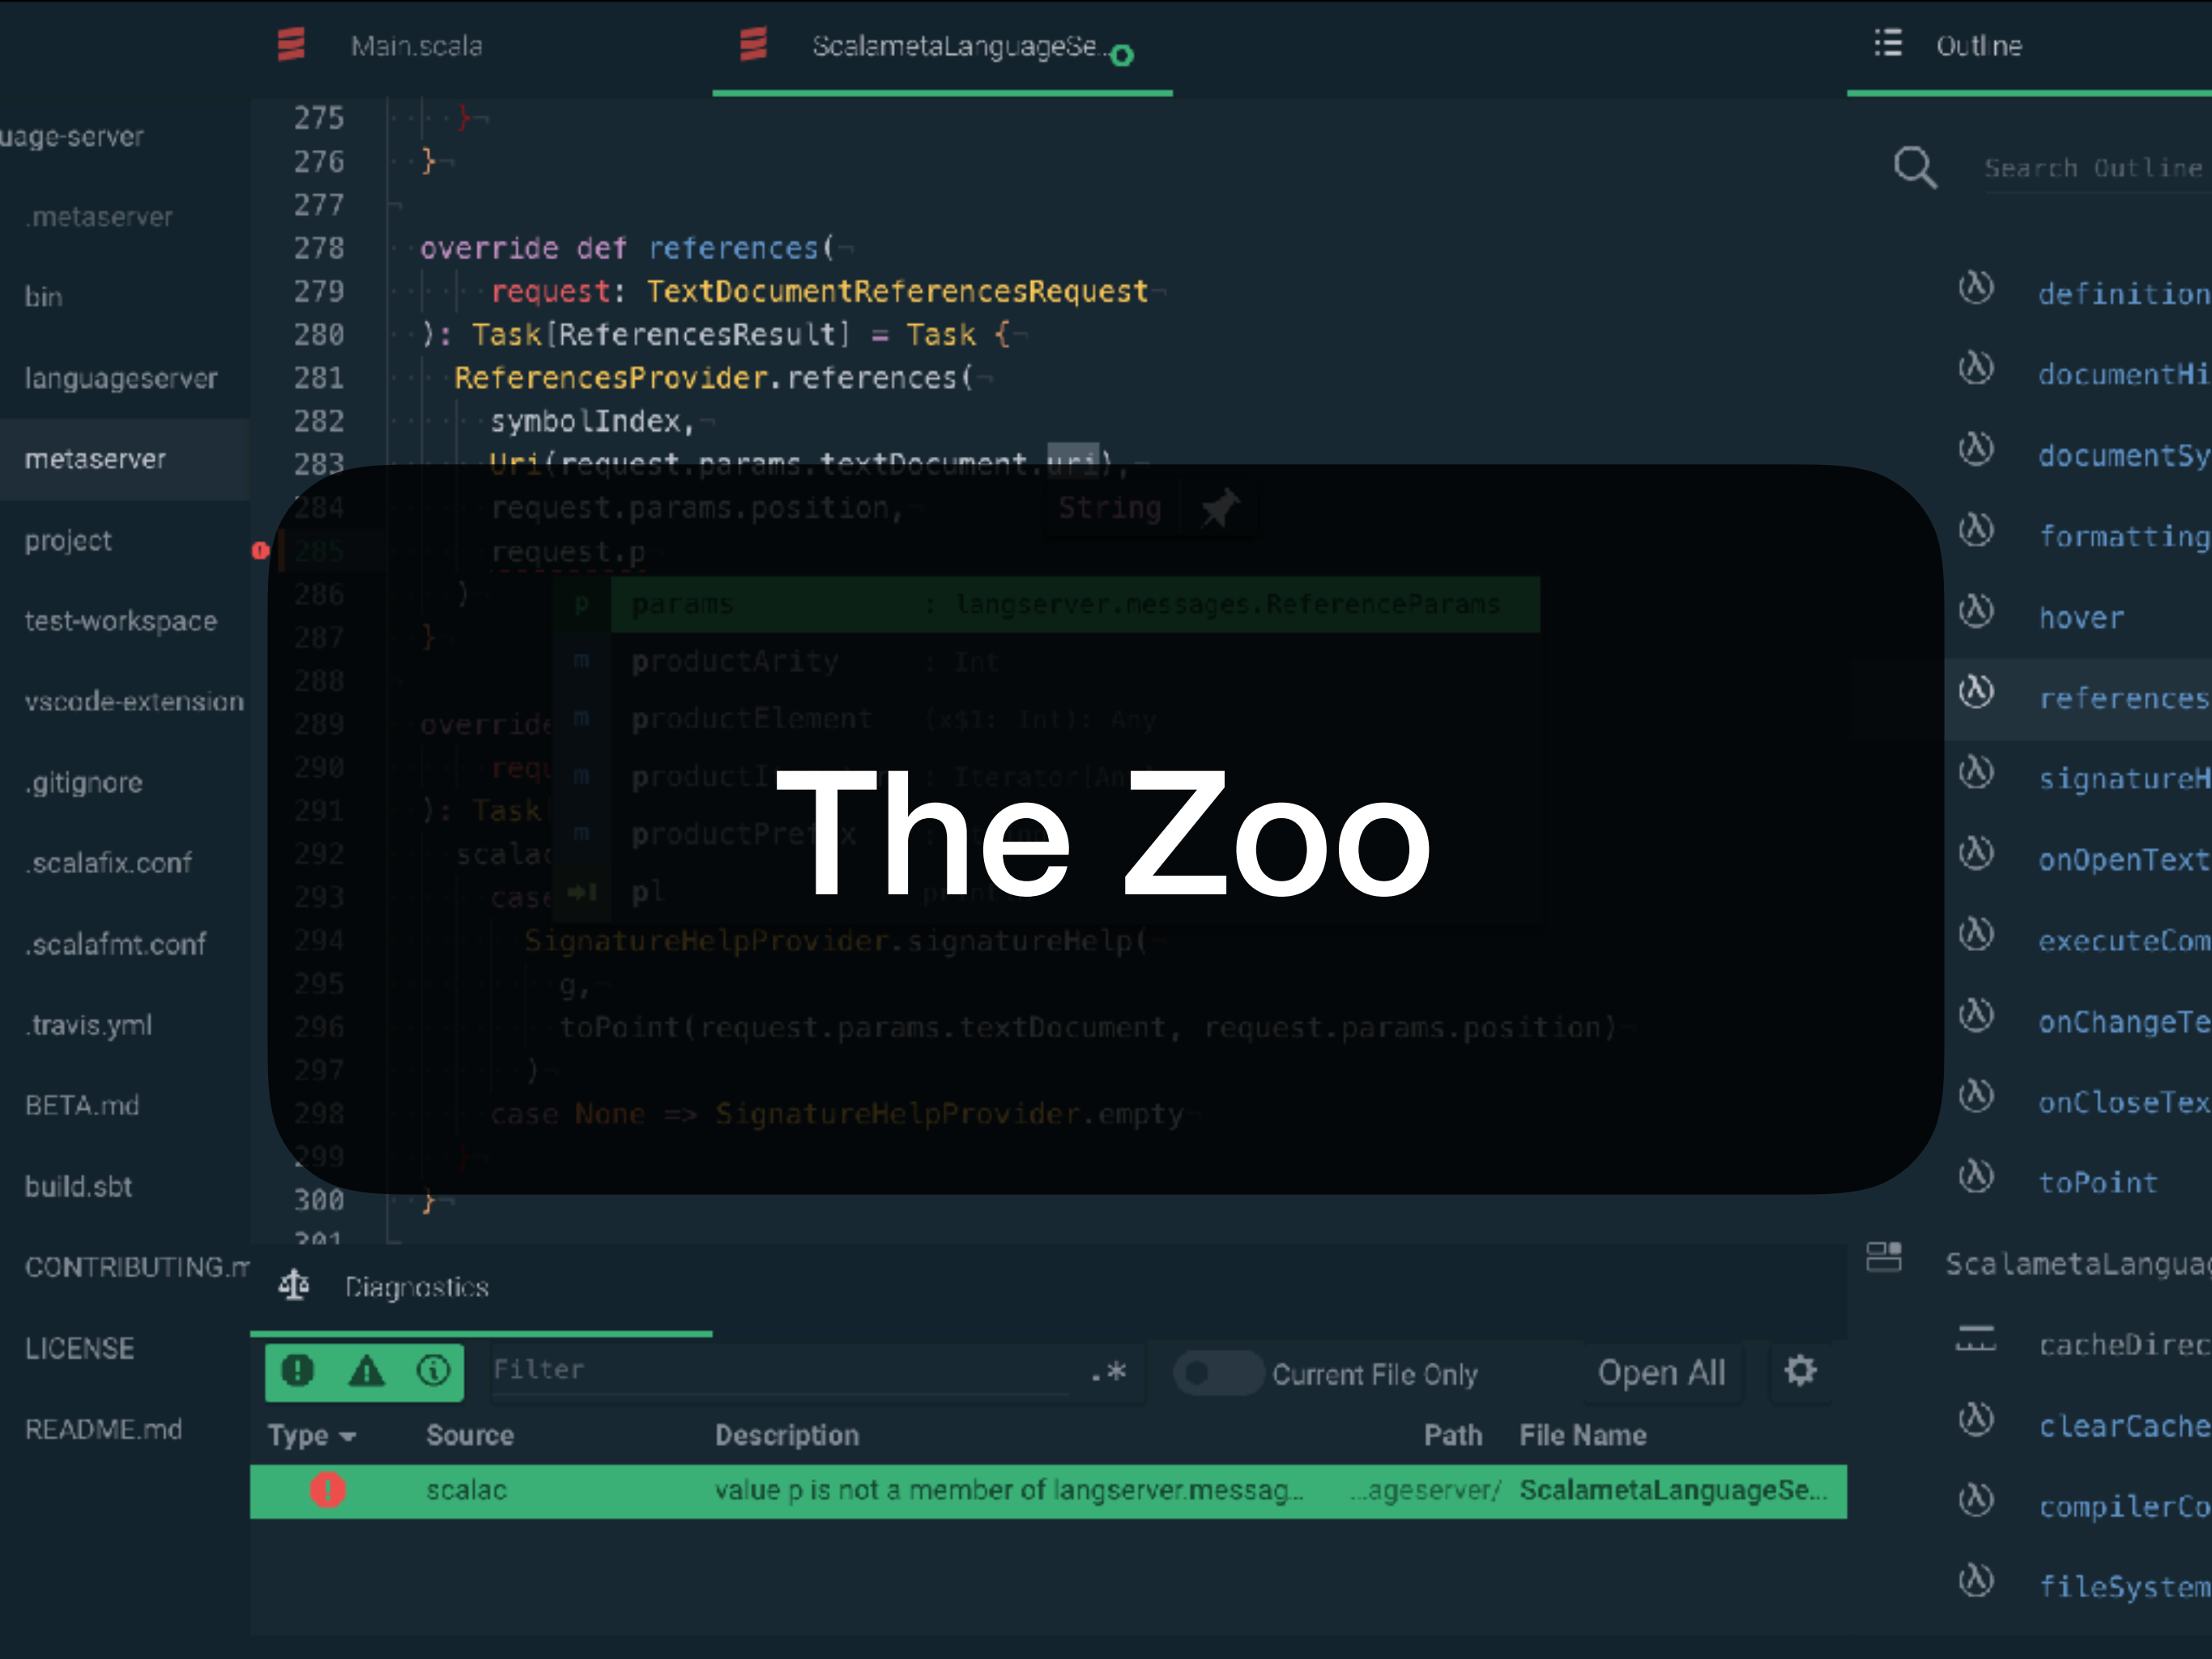 Main.scala
ScalametaLanguageSe...
Outline
uage-server
.metaserver
bin
languageserver
metaserver
project
test-workspace
vscode-extension
.gitignore
.scalafix.conf
.scalafmt.conf
.travis.yml
BETA.md
build.sbt
CONTRIBUTING.m
LICENSE
README.md
275 }
276 }
277
278 override def references(
279 request: TextDocumentReferencesRequest
280 ): Task[ReferencesResult] = Task {
281 ReferencesProvider.references(
282 symbolIndex,
283 Uri(request.params.textDocument.uri),
284 request.params.position,
String
285 request.p
286 )
p params : langserver.messages.ReferenceParams
287 }
m productArity : Int
288
m productElement (x$1: Int): Any
289 override
290 requ
291 ): Task[
292 scalac
293 case
pl
The Zoo
294 SignatureHelpProvider.signatureHelp(
295 g,
296 toPoint(request.params.textDocument, request.params.position)
297 )
298 case None => SignatureHelpProvider.empty
299 }
300 }
301
Search Outline
definition
documentHi
documentSy
formatting
hover
references
signatureH
onOpenText
executeCom
onChangeTe
onCloseTex
toPoint
ScalametaLanguag
cacheDirec
clearCache
compilerCo
fileSystem
Diagnostics
Filter .* Current File Only Open All
Type Source Description Path File Name
scalac value p is not a member of langserver.messag... ...ageserver/ ScalametaLanguageSe...